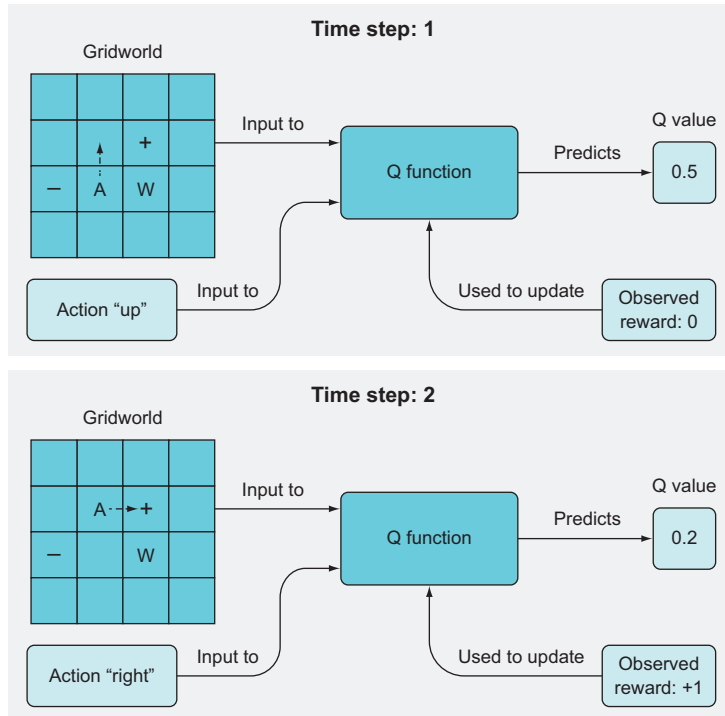 Time step: 1
Gridworld
+
− A W
Input to
Q function
Predicts
Q value
0.5
Action “up”
Input to
Used to update
Observed
reward: 0
Time step: 2
Gridworld
A +
− W
Input to
Q function
Predicts
Q value
0.2
Action “right”
Input to
Used to update
Observed
reward: +1